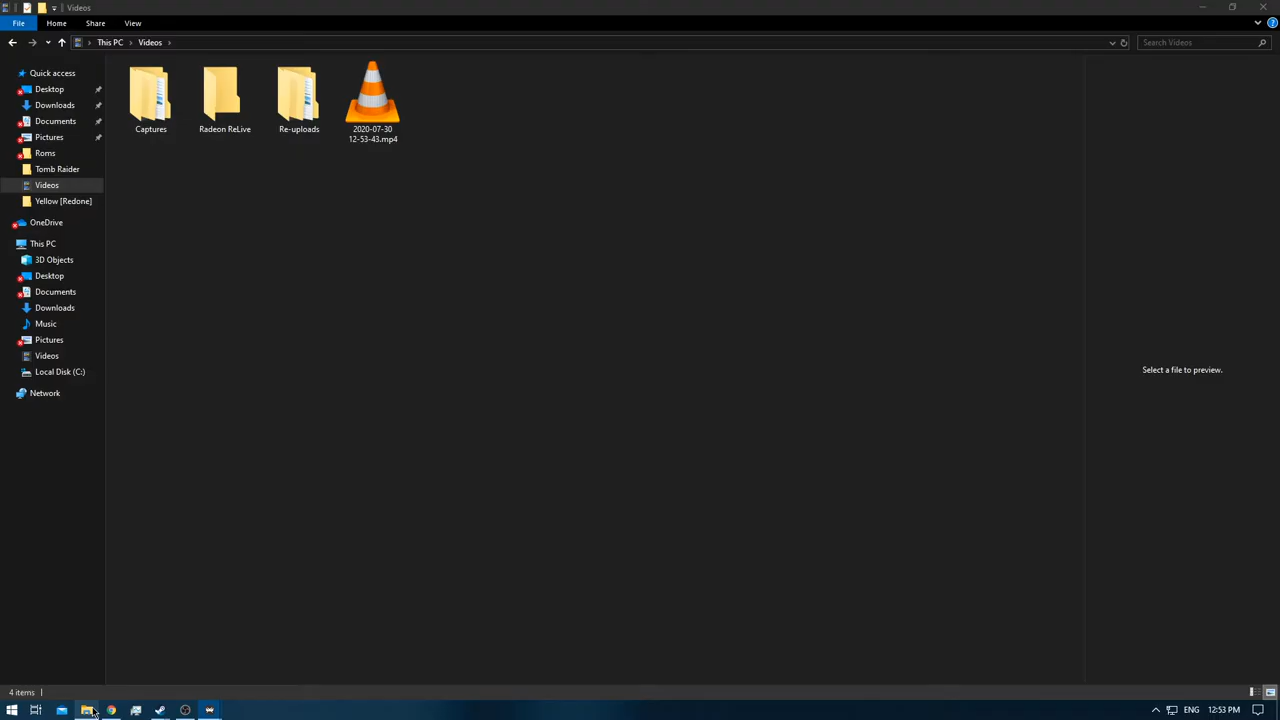 Videos
File Home Share View
This PC Videos Search Videos
Quick access
Desktop
Downloads
Documents
Pictures
Roms
Tomb Raider
Videos
Yellow [Redone]
OneDrive
This PC
3D Objects
Desktop
Documents
Downloads
Music
Pictures
Videos
Local Disk (C:)
Network
Captures
Radeon ReLive
Re-uploads
2020-07-30
12-53-43.mp4
Select a file to preview.
4 items
ENG 12:53 PM